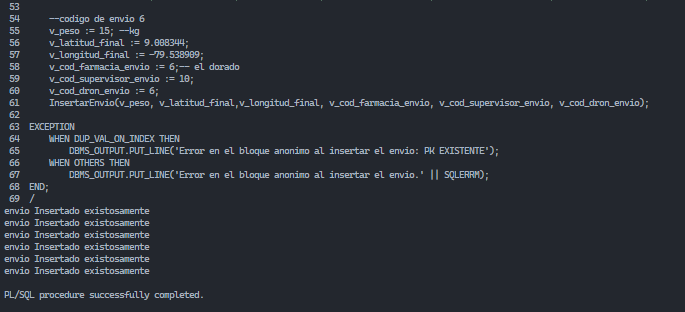 53
54 --codigo de envio 6
55 v_peso := 15; --kg
56 v_latitud_final := 9.008344;
57 v_longitud_final := -79.538909;
58 v_cod_farmacia_envio := 6;-- el dorado
59 v_cod_supervisor_envio := 10;
60 v_cod_dron_envio := 6;
61 InsertarEnvio(v_peso, v_latitud_final,v_longitud_final, v_cod_farmacia_envio, v_cod_supervisor_envio, v_cod_dron_envio);
62
63 EXCEPTION
64 WHEN DUP_VAL_ON_INDEX THEN
65 DBMS_OUTPUT.PUT_LINE('Error en el bloque anonimo al insertar el envio: PK EXISTENTE');
66 WHEN OTHERS THEN
67 DBMS_OUTPUT.PUT_LINE('Error en el bloque anonimo al insertar el envio.' || SQLERRM);
68 END;
69 /
envio Insertado existosamente
envio Insertado existosamente
envio Insertado existosamente
envio Insertado existosamente
envio Insertado existosamente
envio Insertado existosamente
PL/SQL procedure successfully completed.